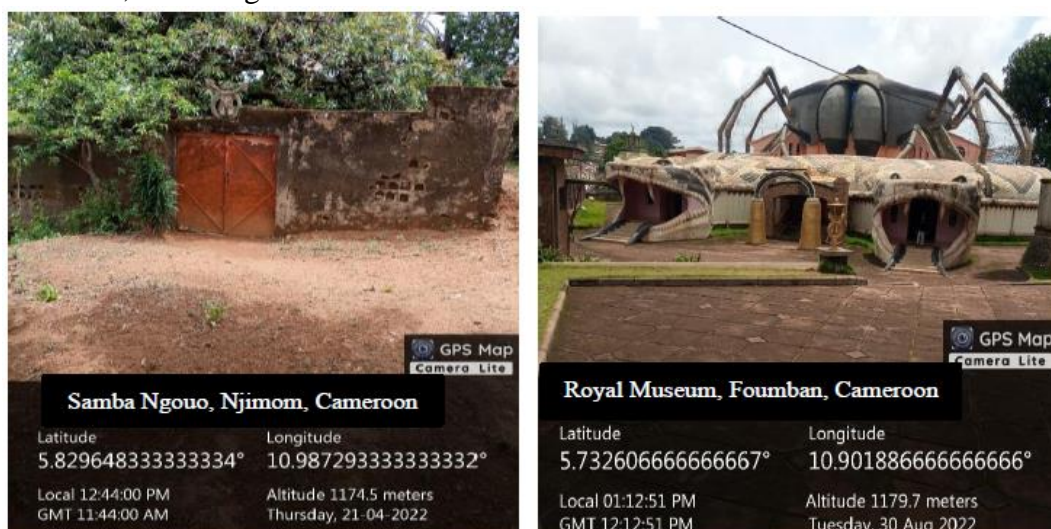 GPS Map
Camera Lite
Samba Ngouo, Njimom, Cameroon
Latitude
5.829648333333334°
Longitude
10.987293333333332°
Local 12:44:00 PM
GMT 11:44:00 AM
Altitude 1174.5 meters
Thursday, 21-04-2022
GPS Map
Camera Lite
Royal Museum, Foumban, Cameroon
Latitude
5.732606666666667°
Longitude
10.901886666666666°
Local 01:12:51 PM
GMT 12:12:51 PM
Altitude 1179.7 meters
Tuesday, 30 Aug 2022